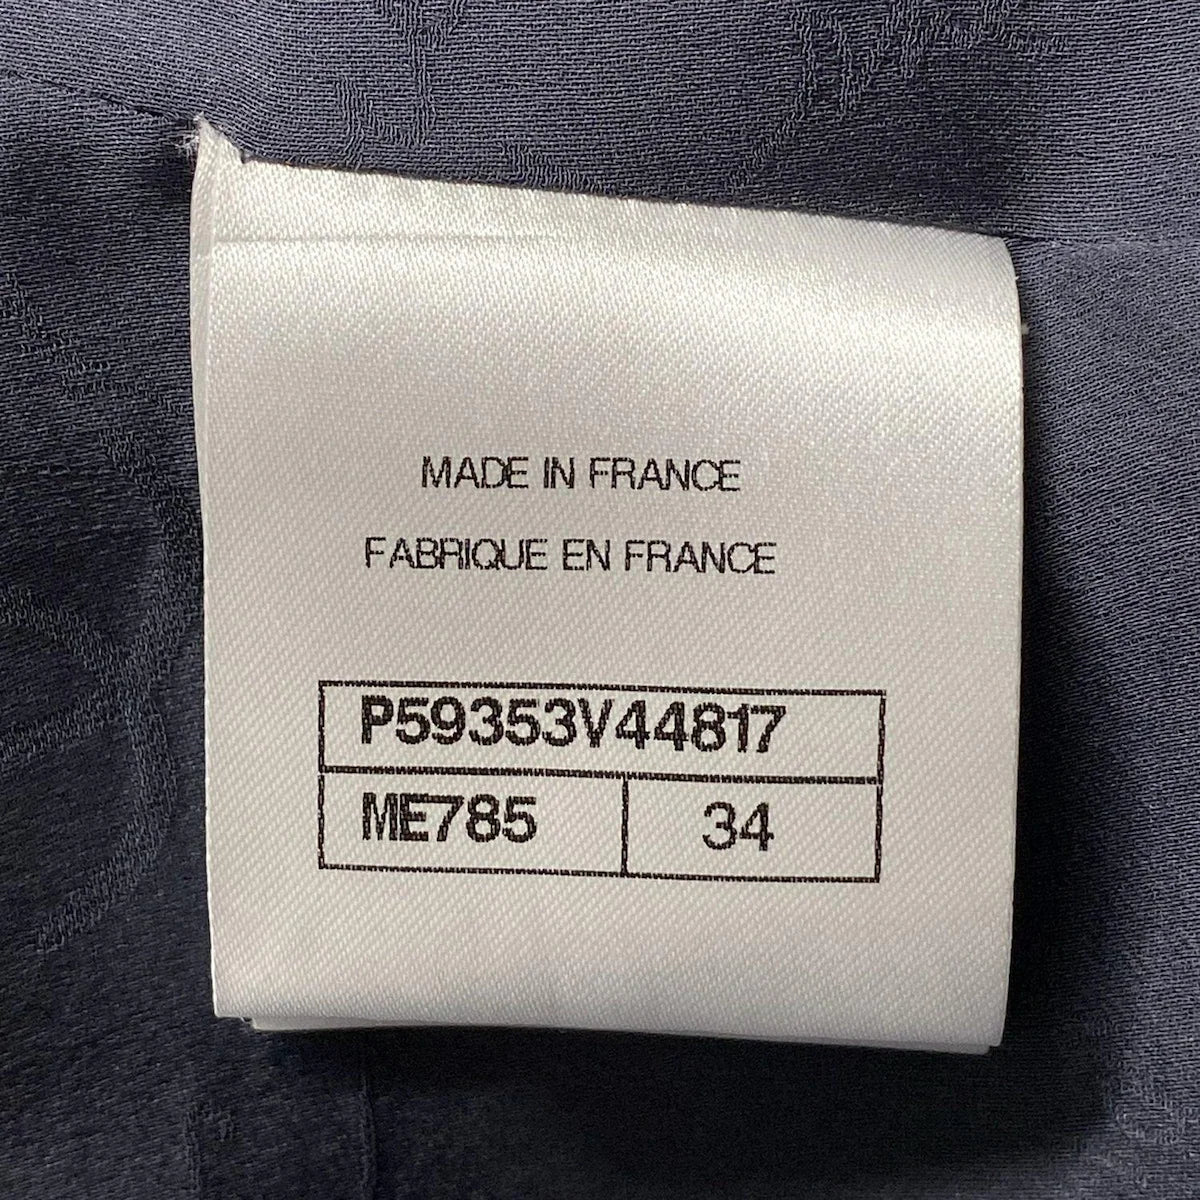 MADE IN FRANCE
FABRIQUE EN FRANCE
P59353V44817
ME785 34